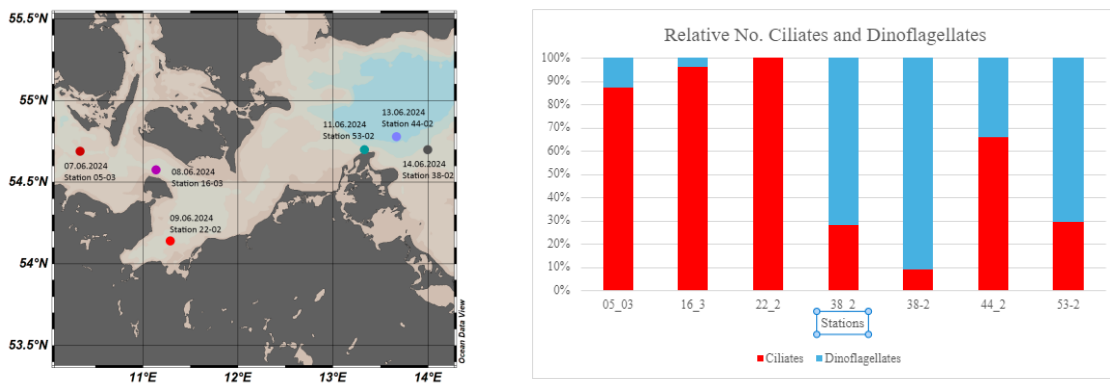 55.5°N
55°N
54.5°N
54°N
53.5°N
11°E
12°E
13°E
14°E
07.06.2024
Station 05-03
08.06.2024
Station 16-03
09.06.2024
Station 22-02
11.06.2024
Station 53-02
13.06.2024
Station 44-02
14.06.2024
Station 38-02
Ocean Data View
Relative No. Ciliates and Dinoflagellates
100%
90%
80%
70%
60%
50%
40%
30%
20%
10%
0%
05_03 16_3 22_2 38_2 38-2 44_2 53-2
Stations
Ciliates Dinoflagellates